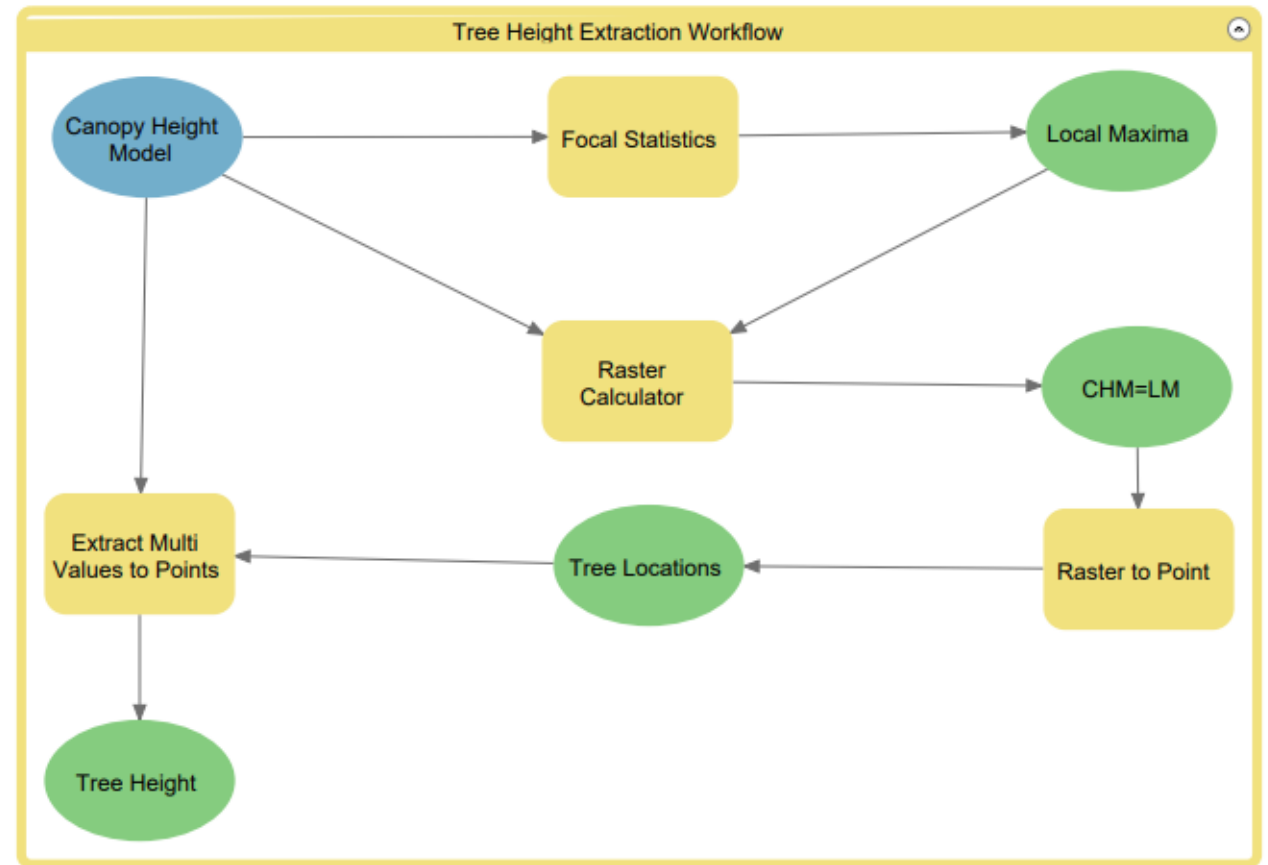 Tree Height Extraction Workflow
Canopy Height
Model
Focal Statistics
Local Maxima
Raster
Calculator
CHM=LM
Extract Multi
Values to Points
Tree Locations
Raster to Point
Tree Height